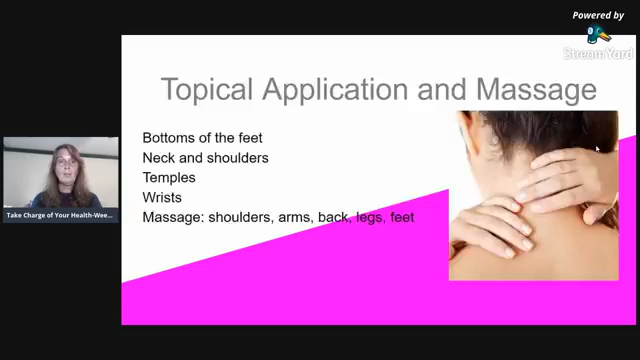 Powered by
StreamYard
Topical Application and Massage
Bottoms of the feet
Neck and shoulders
Temples
Wrists
Massage: shoulders, arms, back, legs, feet
Take Charge of Your Health-Wee...